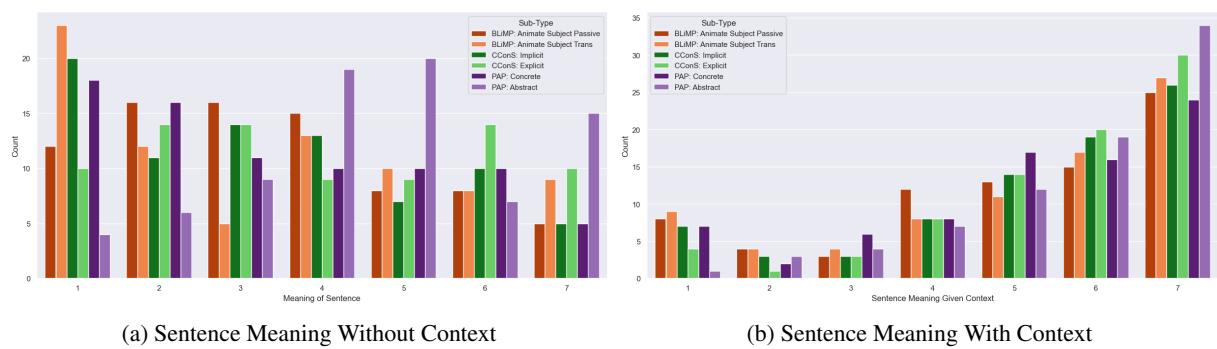 Sub-Type
BLiMP: Animate Subject Passive
BLiMP: Animate Subject Trans
CConS: Implicit
CConS: Explicit
PAP: Concrete
PAP: Abstract
20
15
10
5
0
Count
1 2 3 4 5 6 7
Meaning of Sentence
(a) Sentence Meaning Without Context
Sub-Type
BLiMP: Animate Subject Passive
BLiMP: Animate Subject Trans
CConS: Implicit
CConS: Explicit
PAP: Concrete
PAP: Abstract
35
30
25
20
15
10
5
0
Count
1 2 3 4 5 6 7
Sentence Meaning Given Context
(b) Sentence Meaning With Context